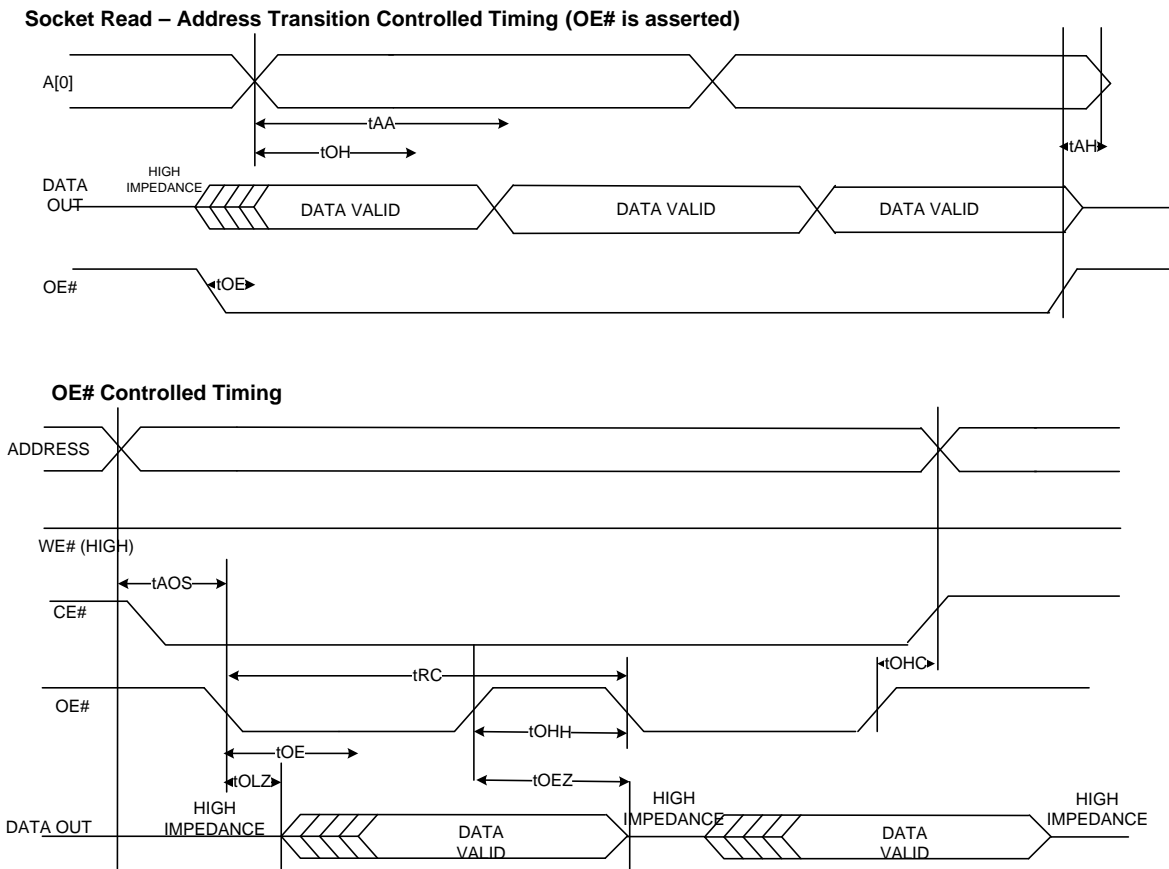 Socket Read – Address Transition Controlled Timing (OE# is asserted)
A[0]
tAA
tOH
tAH
HIGH
IMPEDANCE
DATA
OUT
DATA VALID
DATA VALID
DATA VALID
tOE
OE#
OE# Controlled Timing
ADDRESS
WE# (HIGH)
tAOS
CE#
tRC
tOHC
OE#
tOHH
tOE
tOLZ
tOEZ
HIGH
IMPEDANCE
HIGH
IMPEDANCE
HIGH
IMPEDANCE
DATA OUT
DATA
VALID
DATA
VALID